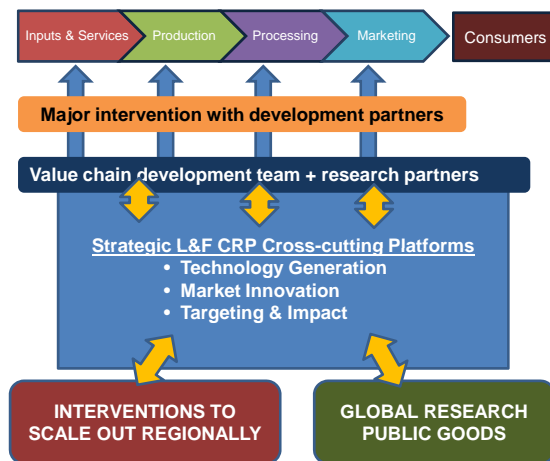 Inputs & Services
Production
Processing
Marketing
Consumers
Major intervention with development partners
Value chain development team + research partners
Strategic L&F CRP Cross-cutting Platforms
• Technology Generation
• Market Innovation
• Targeting & Impact
INTERVENTIONS TO
SCALE OUT REGIONALLY
GLOBAL RESEARCH
PUBLIC GOODS